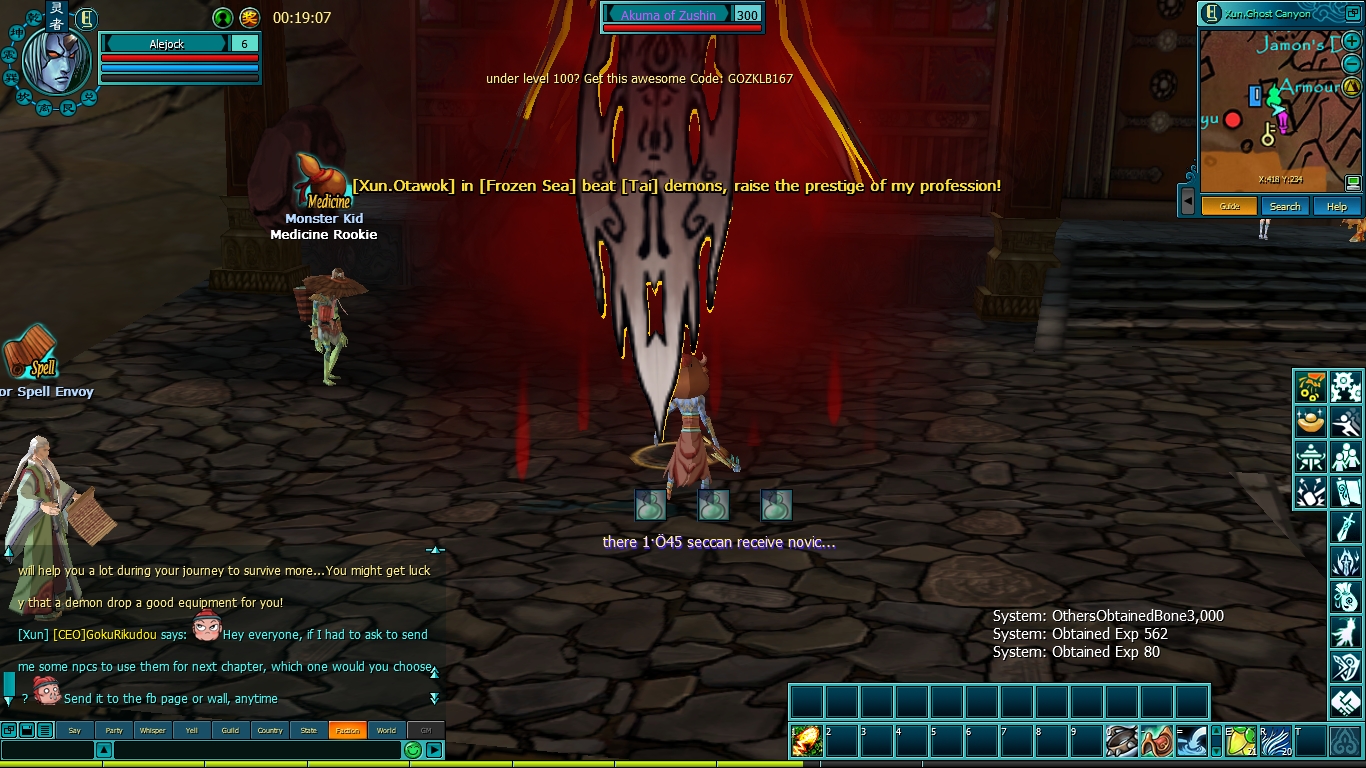 灵
者
00:19:07
Alejock 6
Akuma of Zushin 300
under level 100? Get this awesome Code: GOZKLB167
Xun.Ghost Canyon
Jamon's D
Armour
yu
X:418 Y:234
Guide Search Help
[Xun.Otawok] in [Frozen Sea] beat [Tai] demons, raise the prestige of my profession!
Medicine
Monster Kid
Medicine Rookie
Spell
or Spell Envoy
there 1·Ö45 seccan receive novic...
will help you a lot during your journey to survive more...You might get luck
y that a demon drop a good equipment for you!
[Xun] [CEO]GokuRikudou says: Hey everyone, if I had to ask to send
me some npcs to use them for next chapter, which one would you choose
? Send it to the fb page or wall, anytime
System: OthersObtainedBone3,000
System: Obtained Exp 562
System: Obtained Exp 80
Say Party Whisper Yell Guild Country State Faction World GM
2 3 4 5 6 7 8 9 = E 71 R 20 T